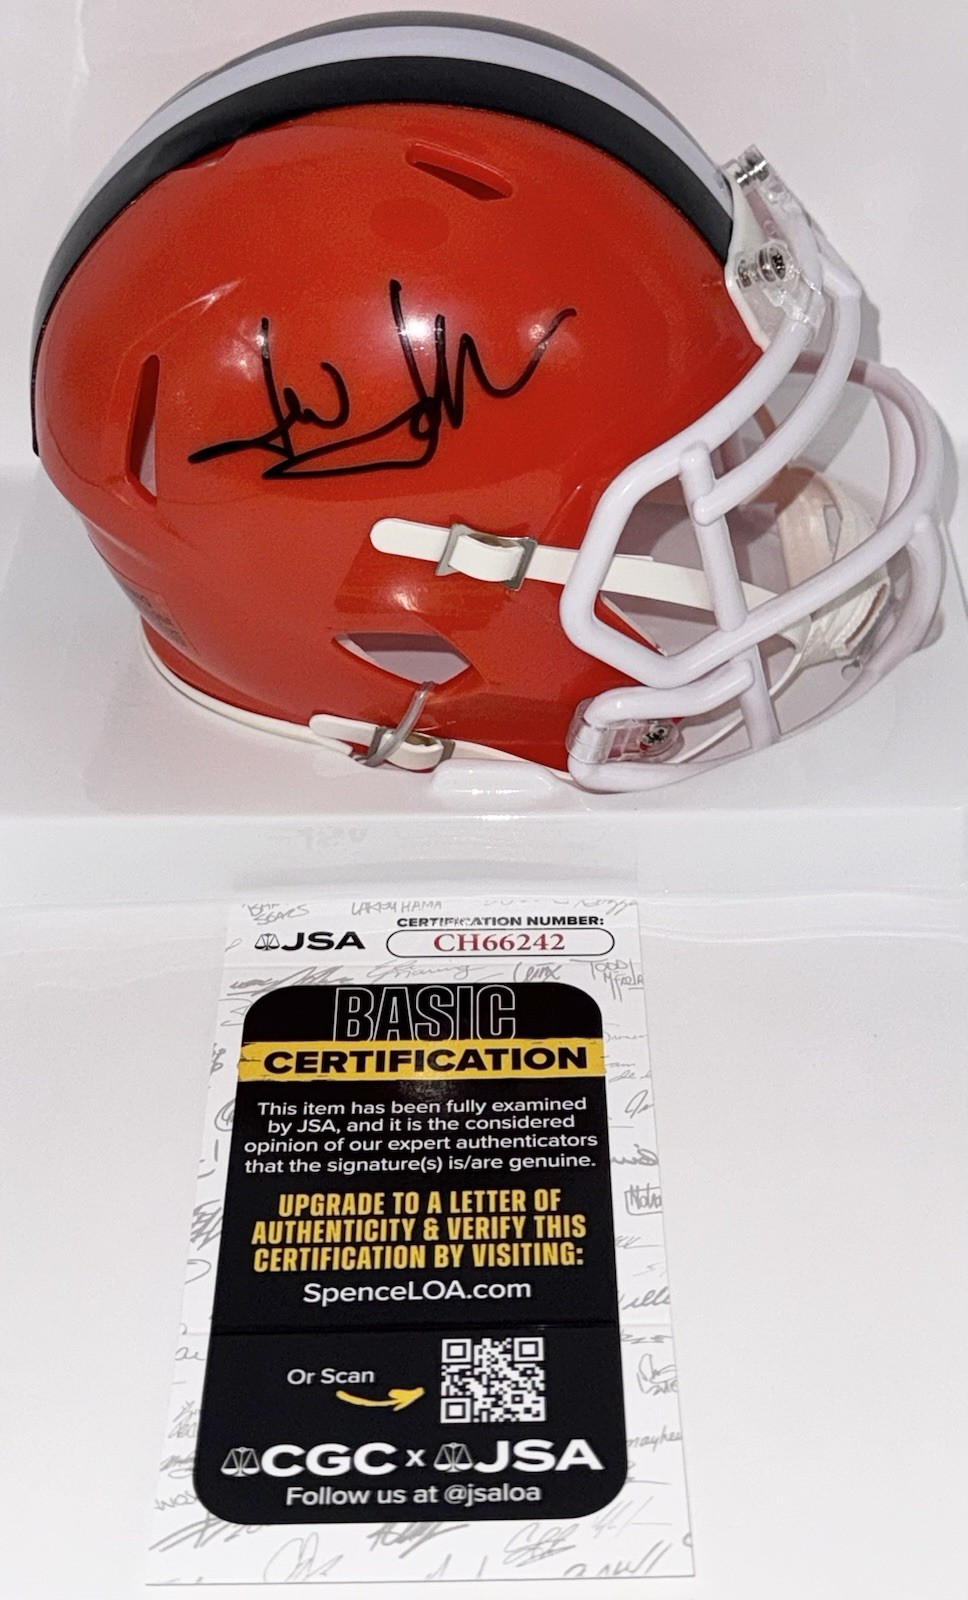 LARRY HAMA
JSA
CERTIFICATION NUMBER:
CH66242
BASIC
CERTIFICATION
This item has been fully examined
by JSA, and it is the considered
opinion of our expert authenticators
that the signature(s) is/are genuine.
UPGRADE TO A LETTER OF
AUTHENTICITY & VERIFY THIS
CERTIFICATION BY VISITING:
SpenceLOA.com
Or Scan
CGC x JSA
Follow us at @jsaloa